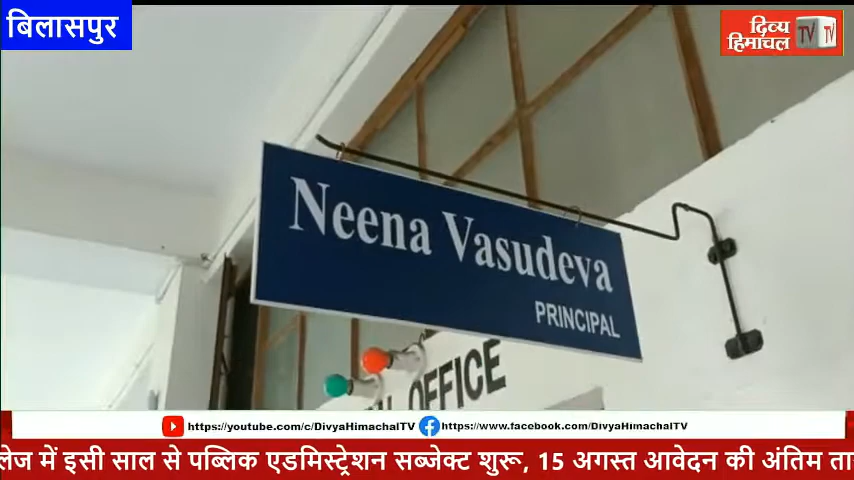 बिलासपुर
दिव्य
हिमाचल
TV TV
Neena Vasudeva
PRINCIPAL
OFFICE
https://youtube.com/c/DivyaHimachalTV https://www.facebook.com/DivyaHimachalTV
में इसी साल से पब्लिक एडमिस्ट्रेशन सब्जेक्ट शुरू, 15 अगस्त आवेदन की अंतिम